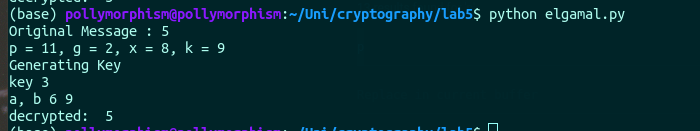 decrypted: 5
(base) pollymorphism@pollymorphism:~/Uni/cryptography/lab5$ python elgamal.py
Original Message : 5
p = 11, g = 2, x = 8, k = 9
Generating Key
key 3
a, b 6 9
decrypted:  5
(base) pollymorphism@pollymorphism:~/Uni/cryptography/lab5$